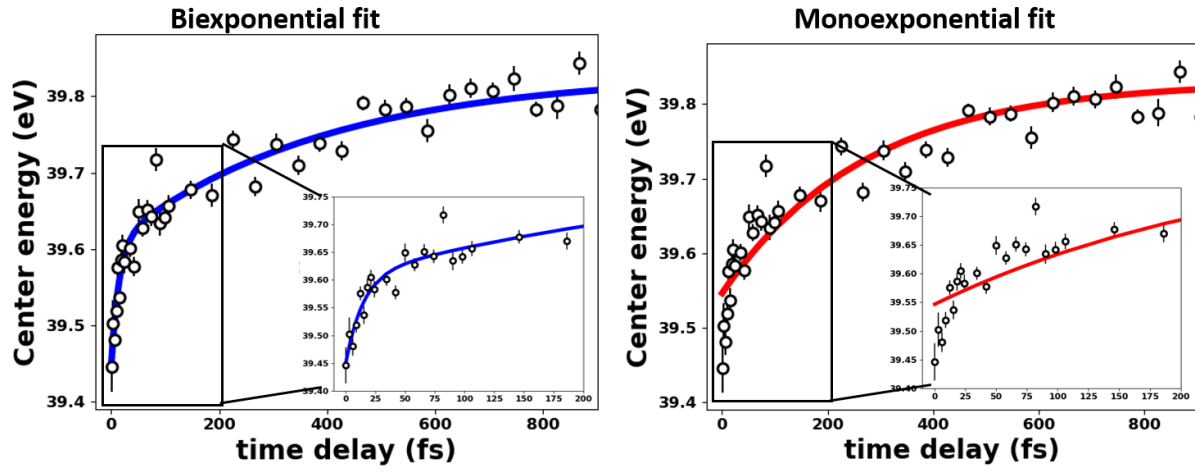 Biexponential fit
Center energy (eV)
39.8
39.7
39.6
39.5
39.4
39.75
39.70
39.65
39.60
39.55
39.50
39.45
39.40
0 25 50 75 100 125 150 175 200
0 200 400 600 800
time delay (fs)
Monoexponential fit
Center energy (eV)
39.8
39.7
39.6
39.5
39.4
39.75
39.70
39.65
39.60
39.55
39.50
39.45
39.40
0 25 50 75 100 125 150 175 200
0 200 400 600 800
time delay (fs)